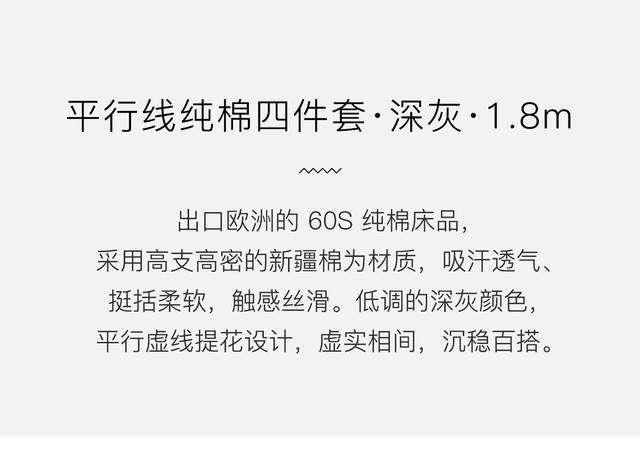 平行线纯棉四件套·深灰·1.8m
出口欧洲的 60S 纯棉床品，
采用高支高密的新疆棉为材质，吸汗透气、
挺括柔软，触感丝滑。低调的深灰颜色，
平行虚线提花设计，虚实相间，沉稳百搭。